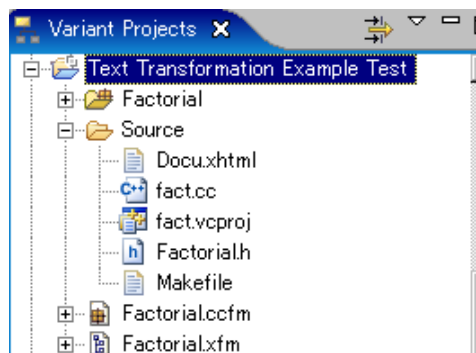 Variant Projects
Text Transformation Example Test
Factorial
Source
Docu.xhtml
fact.cc
fact.vcproj
Factorial.h
Makefile
Factorial.ccfm
Factorial.xfm